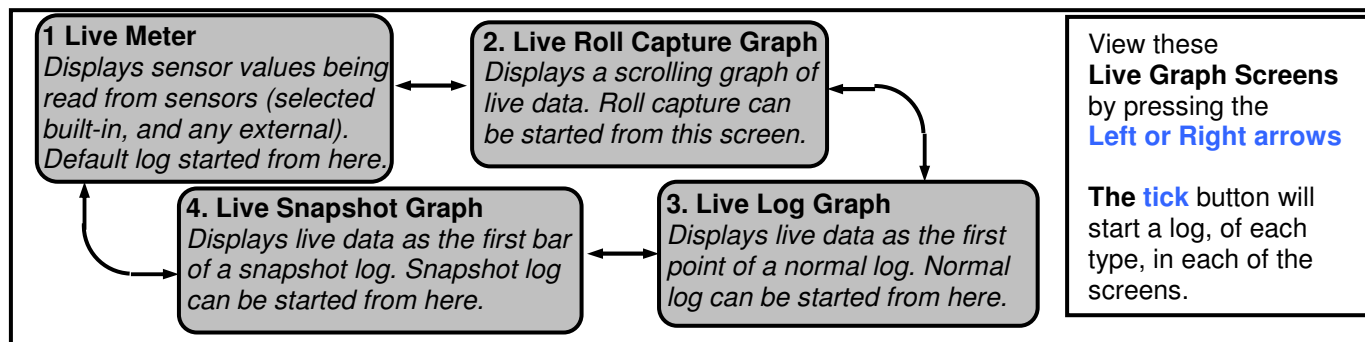 1 Live Meter
Displays sensor values being
read from sensors (selected
built-in, and any external).
Default log started from here.
2. Live Roll Capture Graph
Displays a scrolling graph of
live data. Roll capture can
be started from this screen.
3. Live Log Graph
Displays live data as the first
point of a normal log. Normal
log can be started from here.
4. Live Snapshot Graph
Displays live data as the first bar
of a snapshot log. Snapshot log
can be started from here.
View these
Live Graph Screens
by pressing the
Left or Right arrows
The tick button will
start a log, of each
type, in each of the
screens.